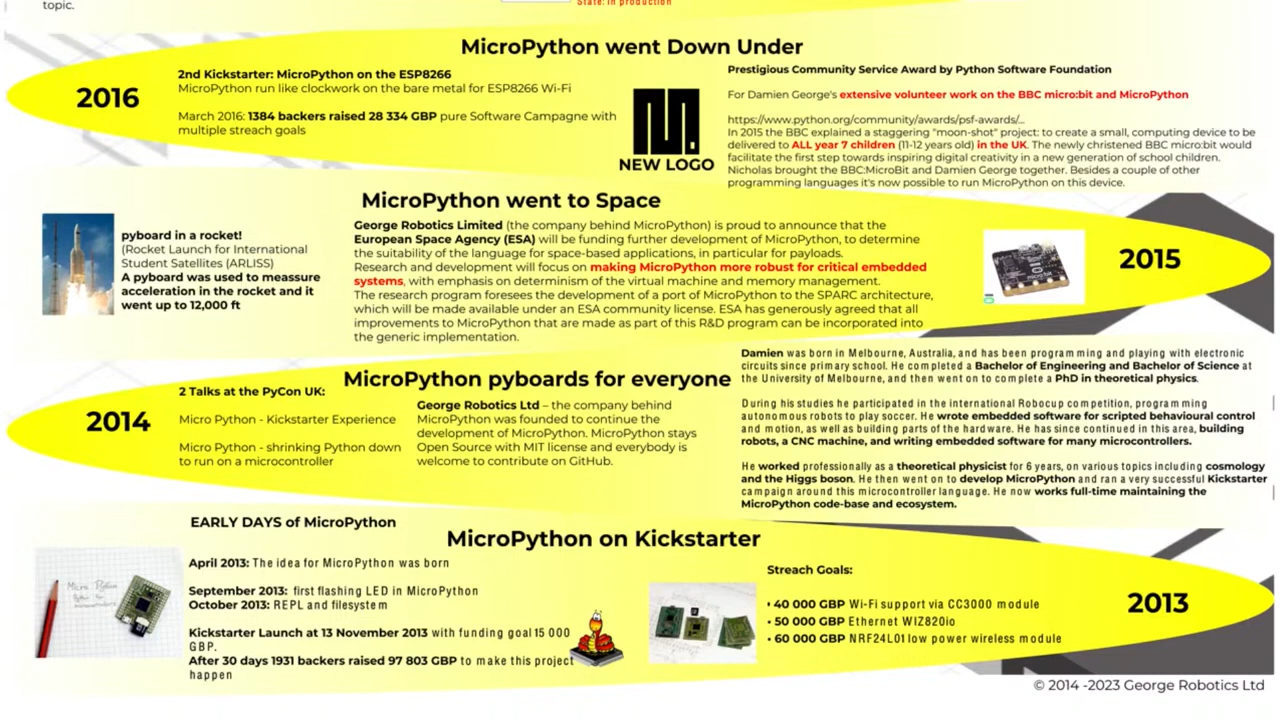 topic.
State: In production
MicroPython went Down Under
2016
2nd Kickstarter: MicroPython on the ESP8266
MicroPython run like clockwork on the bare metal for ESP8266 Wi-Fi
March 2016: 1384 backers raised 28 334 GBP pure Software Campagne with
multiple streach goals
NEW LOGO
Prestigious Community Service Award by Python Software Foundation
For Damien George's extensive volunteer work on the BBC micro:bit and MicroPython
https://www.python.org/community/awards/psf-awards/...
In 2015 the BBC explained a staggering "moon-shot" project: to create a small, computing device to be
delivered to ALL year 7 children (11-12 years old) in the UK. The newly christened BBC micro:bit would
facilitate the first step towards inspiring digital creativity in a new generation of school children.
Nicholas brought the BBC:MicroBit and Damien George together. Besides a couple of other
programming languages it's now possible to run MicroPython on this device.
MicroPython went to Space
pyboard in a rocket!
(Rocket Launch for International
Student Satellites (ARLISS)
A pyboard was used to meassure
acceleration in the rocket and it
went up to 12,000 ft
George Robotics Limited (the company behind MicroPython) is proud to announce that the
European Space Agency (ESA) will be funding further development of MicroPython, to determine
the suitability of the language for space-based applications, in particular for payloads.
Research and development will focus on making MicroPython more robust for critical embedded
systems, with emphasis on determinism of the virtual machine and memory management.
The research program foresees the development of a port of MicroPython to the SPARC architecture,
which will be made available under an ESA community license. ESA has generously agreed that all
improvements to MicroPython that are made as part of this R&D program can be incorporated into
the generic implementation.
2015
2014
2 Talks at the PyCon UK:
Micro Python - Kickstarter Experience
Micro Python - shrinking Python down
to run on a microcontroller
MicroPython pyboards for everyone
George Robotics Ltd – the company behind
MicroPython was founded to continue the
development of MicroPython. MicroPython stays
Open Source with MIT license and everybody is
welcome to contribute on GitHub.
Damien was born in Melbourne, Australia, and has been programming and playing with electronic
circuits since primary school. He completed a Bachelor of Engineering and Bachelor of Science at
the University of Melbourne, and then went on to complete a PhD in theoretical physics.
During his studies he participated in the international Robocup competition, programming
autonomous robots to play soccer. He wrote embedded software for scripted behavioural control
and motion, as well as building parts of the hardware. He has since continued in this area, building
robots, a CNC machine, and writing embedded software for many microcontrollers.
He worked professionally as a theoretical physicist for 6 years, on various topics including cosmology
and the Higgs boson. He then went on to develop MicroPython and ran a very successful Kickstarter
campaign around this microcontroller language. He now works full-time maintaining the
MicroPython code-base and ecosystem.
EARLY DAYS of MicroPython
MicroPython on Kickstarter
Micro Python
April 2013: The idea for MicroPython was born
September 2013: first flashing LED in MicroPython
October 2013: REPL and filesystem
Kickstarter Launch at 13 November 2013 with funding goal 15 000
GBP.
After 30 days 1931 backers raised 97 803 GBP to make this project
happen
Streach Goals:
• 40 000 GBP Wi-Fi support via CC3000 module
• 50 000 GBP Ethernet WIZ820io
• 60 000 GBP NRF24L01 low power wireless module
2013
© 2014 -2023 George Robotics Ltd